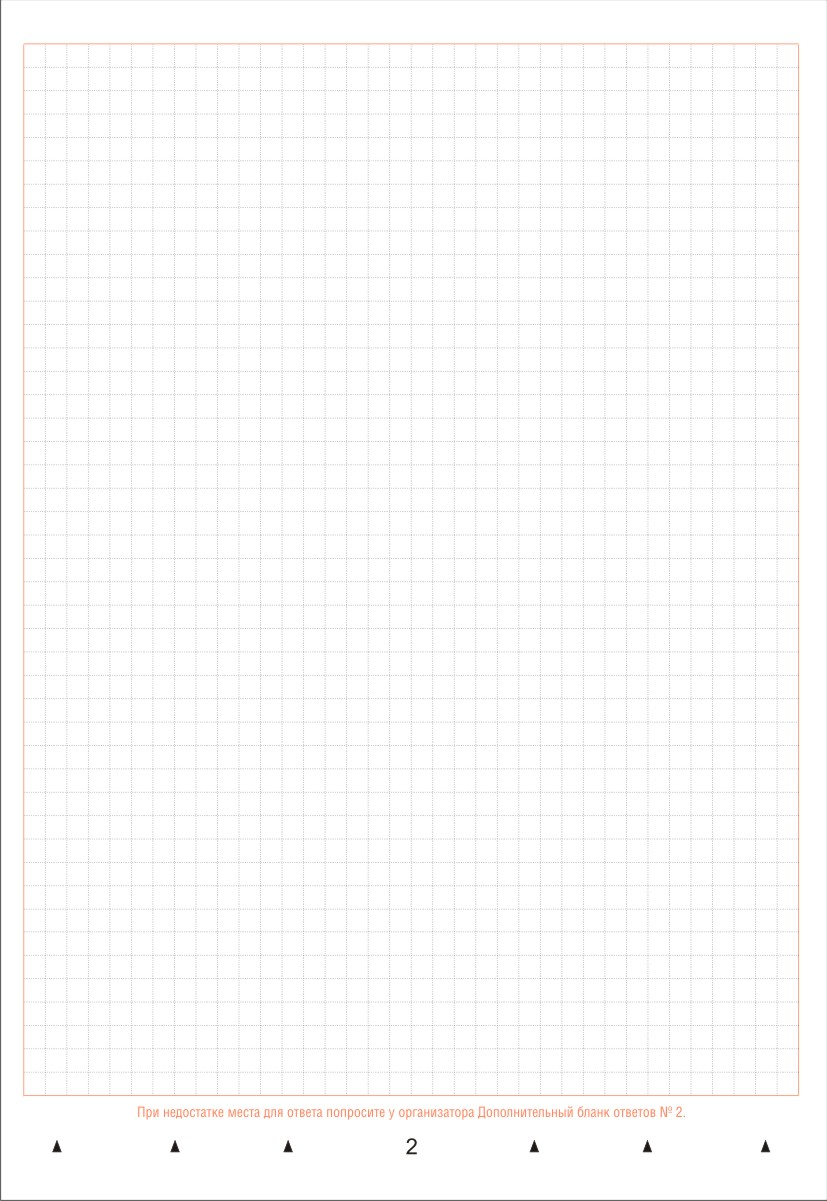 При недостатке места для ответа попросите у организатора Дополнительный бланк ответов № 2.
2